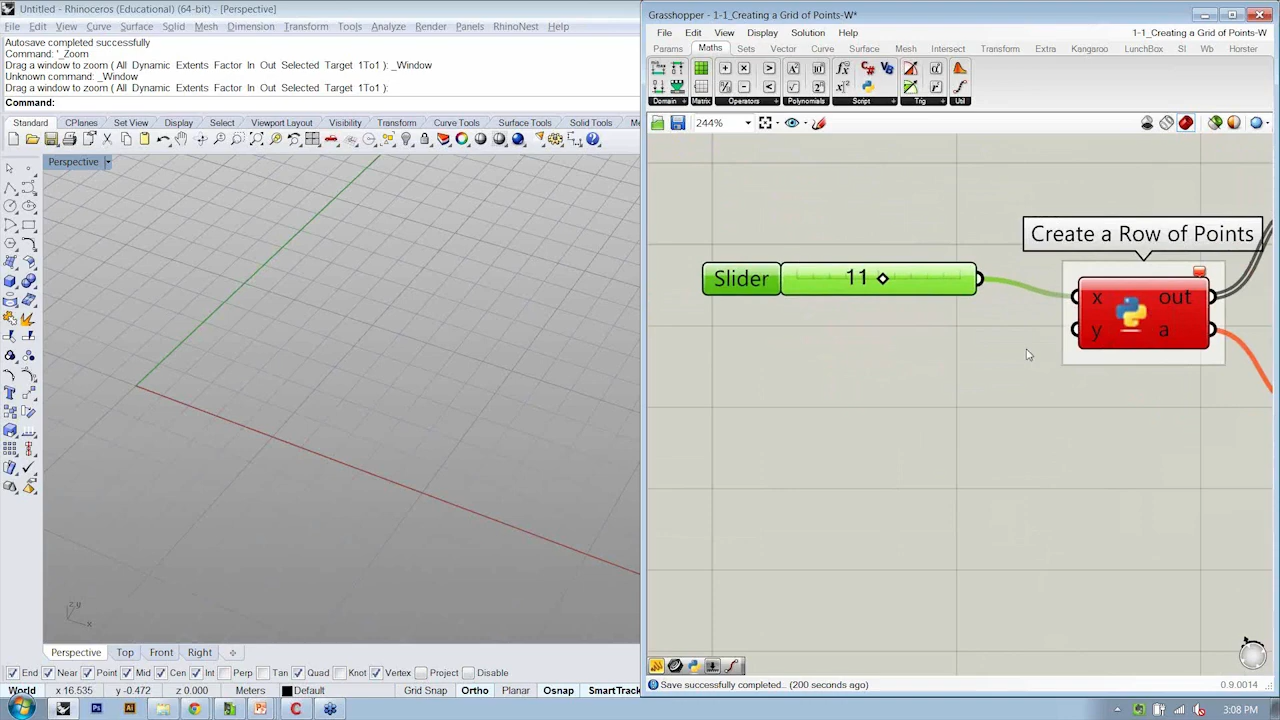 Untitled - Rhinoceros (Educational) (64-bit) - [Perspective]
File Edit View Curve Surface Solid Mesh Dimension Transform Tools Analyze Render Panels RhinoNest Help
Autosave completed successfully
Command: '_Zoom
Drag a window to zoom ( All Dynamic Extents Factor In Out Selected Target 1To1 ): _Window
Unknown command: _Window
Drag a window to zoom ( All Dynamic Extents Factor In Out Selected Target 1To1 ):
Command:
Standard CPlanes Set View Display Select Viewport Layout Visibility Transform Curve Tools Surface Tools Solid Tools Me
Perspective
z y
x
Perspective Top Front Right
End Near Point Mid Cen Int Perp Tan Quad Knot Vertex Project Disable
World x 16.535 y -0.472 z 0.000 Meters Default Grid Snap Ortho Planar Osnap SmartTrack
Grasshopper - 1-1_Creating a Grid of Points-W*
File Edit View Display Solution Help 1-1_Creating a Grid of Points-W
Params Maths Sets Vector Curve Surface Mesh Intersect Transform Extra Kangaroo LunchBox SI Wb Horster
Domain Matrix Operators Polynomials Script Trig Util
244%
Create a Row of Points
Slider 11
x out
y a
Save successfully completed... (200 seconds ago) 0.9.0014
3:08 PM